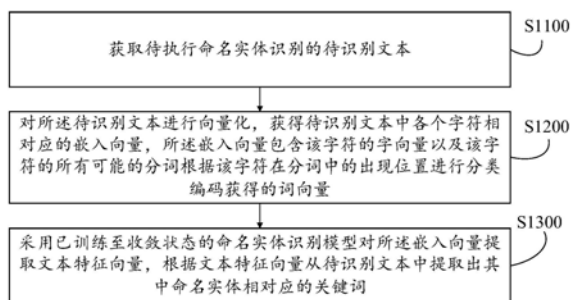 S1100
获取待执行命名实体识别的待识别文本
S1200
对所述待识别文本进行向量化，获得待识别文本中各个字符相
对应的嵌入向量，所述嵌入向量包含该字符的字向量以及该字
符的所有可能的分词根据该字符在分词中的出现位置进行分类
编码获得的词向量
S1300
采用已训练至收敛状态的命名实体识别模型对所述嵌入向量提
取文本特征向量，根据文本特征向量从待识别文本中提取出其
中命名实体相对应的关键词